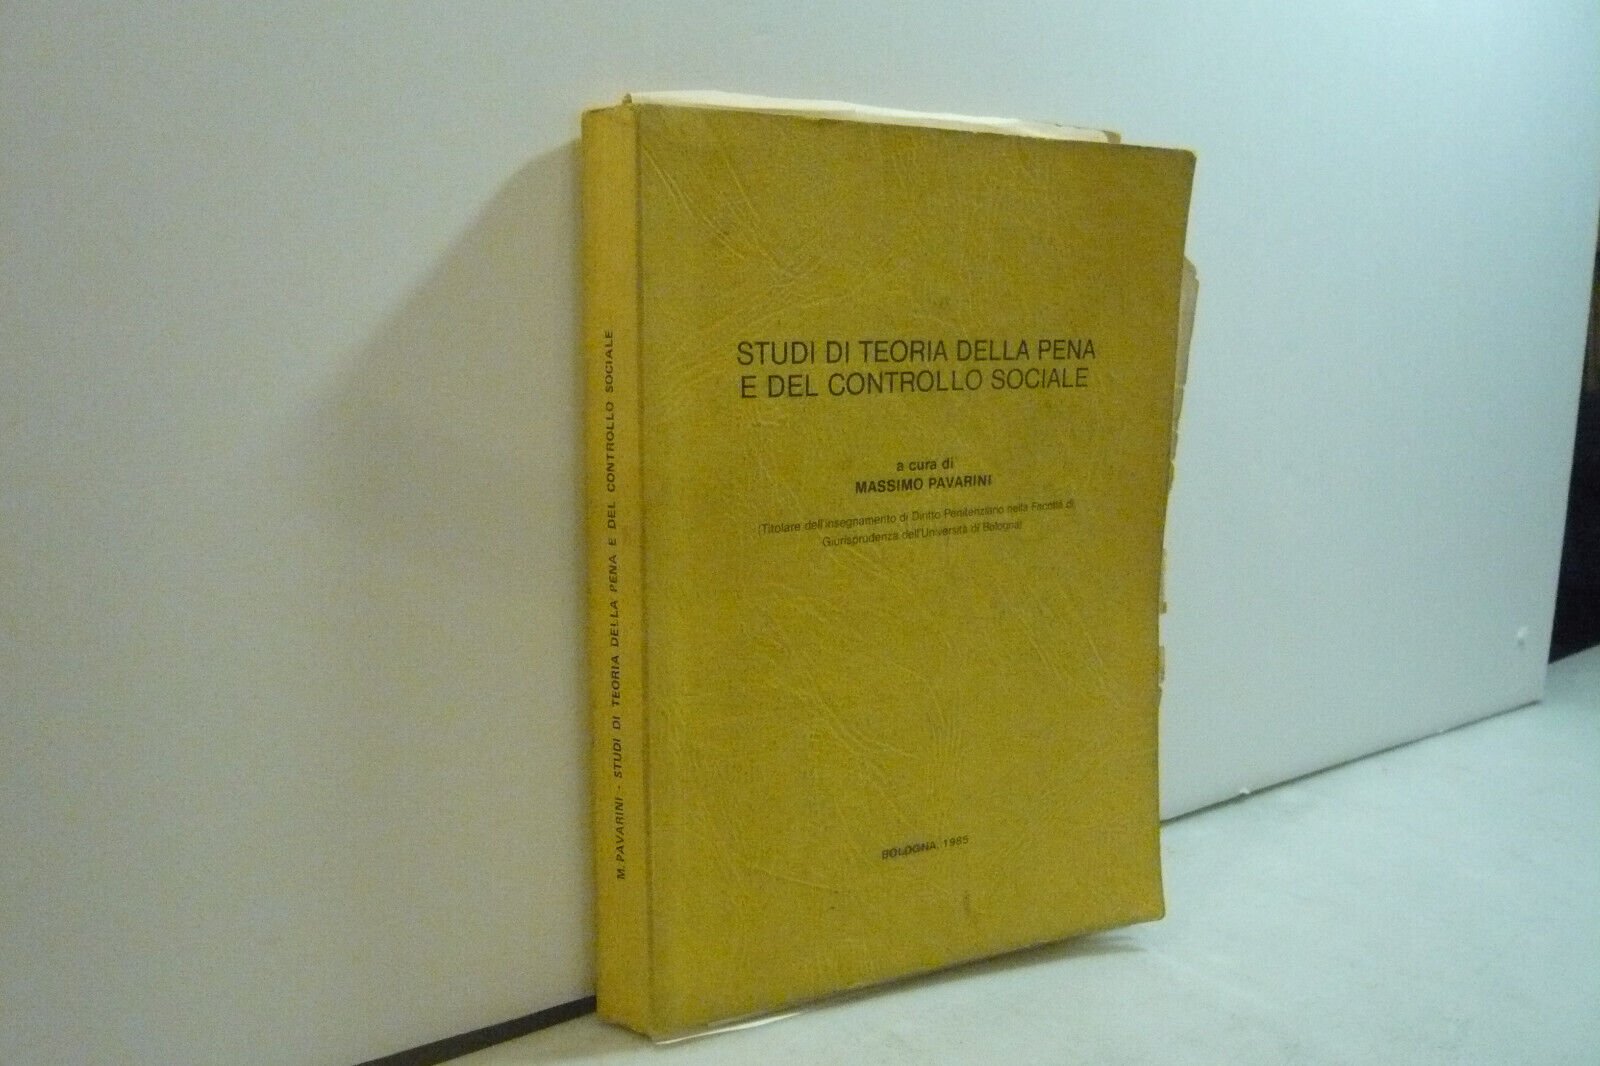 STUDI DI TEORIA DELLA PENA
E DEL CONTROLLO SOCIALE
a cura di
MASSIMO PAVARINI
(Titolare dell'insegnamento di Diritto Penitenziario nella Facoltà di
Giurisprudenza dell'Università di Bologna)
BOLOGNA, 1985
M. PAVARINI - STUDI DI TEORIA DELLA PENA E DEL CONTROLLO SOCIALE